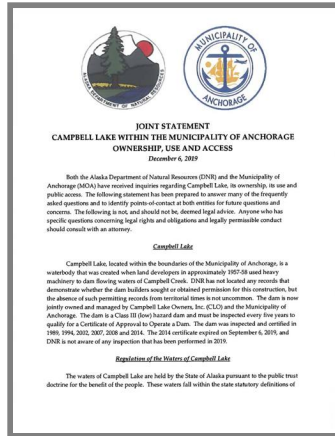 ALASKA DEPARTMENT OF NATURAL RESOURCES
MUNICIPALITY OF
ANCHORAGE
JOINT STATEMENT
CAMPBELL LAKE WITHIN THE MUNICIPALITY OF ANCHORAGE
OWNERSHIP, USE AND ACCESS
December 6, 2019
Both the Alaska Department of Natural Resources (DNR) and the Municipality of
Anchorage (MOA) have received inquiries regarding Campbell Lake, its ownership, its use and
public access. The following statement has been prepared to answer many of the frequently
asked questions and to identify points-of-contact at both entities for future questions and
concerns. The following is not, and should not be, deemed legal advice. Anyone who has
specific questions concerning legal rights and obligations and legally permissible conduct
should consult with an attorney.
Campbell Lake
Campbell Lake, located within the boundaries of the Municipality of Anchorage, is a
waterbody that was created when land developers in approximately 1957-58 used heavy
machinery to dam flowing waters of Campbell Creek. DNR has not located any records that
demonstrate whether the dam builders sought or obtained permission for this construction, but
the absence of such permitting records from territorial times is not uncommon. The dam is now
jointly owned and managed by Campbell Lake Owners, Inc. (CLO) and the Municipality of
Anchorage. The dam is a Class III (low) hazard dam and must be inspected every five years to
qualify for a Certificate of Approval to Operate a Dam. The dam was inspected and certified in
1989, 1994, 2002, 2008 and 2014. The 2014 certificate expired on September 6, 2019, and
DNR is not aware of any inspection that has been performed in 2019.
Regulation of the Waters of Campbell Lake
The waters of Campbell Lake are held by the State of Alaska pursuant to the public trust
doctrine for the benefit of the people. These waters fall within the state statutory definitions of